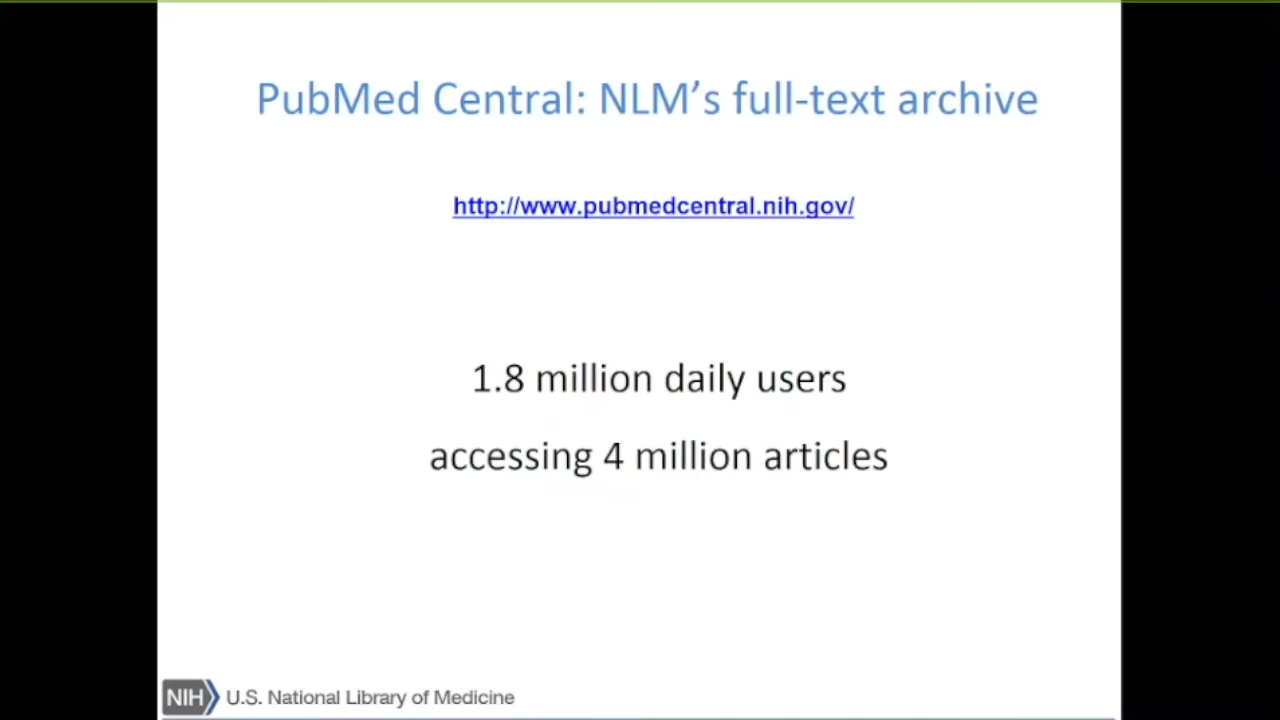 PubMed Central: NLM’s full-text archive
http://www.pubmedcentral.nih.gov/
1.8 million daily users
accessing 4 million articles
NIH U.S. National Library of Medicine